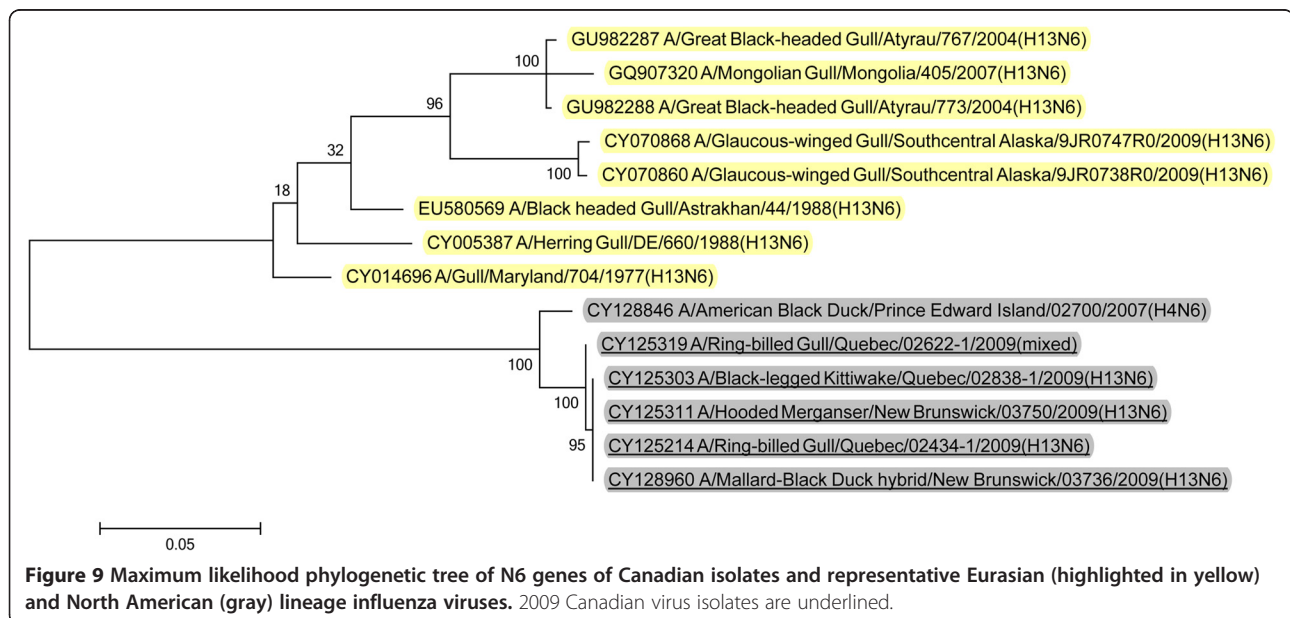 GU982287 A/Great Black-headed Gull/Atyrau/767/2004(H13N6)
100
GQ907320 A/Mongolian Gull/Mongolia/405/2007(H13N6)
96
GU982288 A/Great Black-headed Gull/Atyrau/773/2004(H13N6)
CY070868 A/Glaucous-winged Gull/Southcentral Alaska/9JR0747R0/2009(H13N6)
32
100
CY070860 A/Glaucous-winged Gull/Southcentral Alaska/9JR0738R0/2009(H13N6)
18
EU580569 A/Black headed Gull/Astrakhan/44/1988(H13N6)
CY005387 A/Herring Gull/DE/660/1988(H13N6)
CY014696 A/Gull/Maryland/704/1977(H13N6)
CY128846 A/American Black Duck/Prince Edward Island/02700/2007(H4N6)
CY125319 A/Ring-billed Gull/Quebec/02622-1/2009(mixed)
100
CY125303 A/Black-legged Kittiwake/Quebec/02838-1/2009(H13N6)
100
CY125311 A/Hooded Merganser/New Brunswick/03750/2009(H13N6)
95
CY125214 A/Ring-billed Gull/Quebec/02434-1/2009(H13N6)
CY128960 A/Mallard-Black Duck hybrid/New Brunswick/03736/2009(H13N6)
0.05
Figure 9 Maximum likelihood phylogenetic tree of N6 genes of Canadian isolates and representative Eurasian (highlighted in yellow)
and North American (gray) lineage influenza viruses. 2009 Canadian virus isolates are underlined.